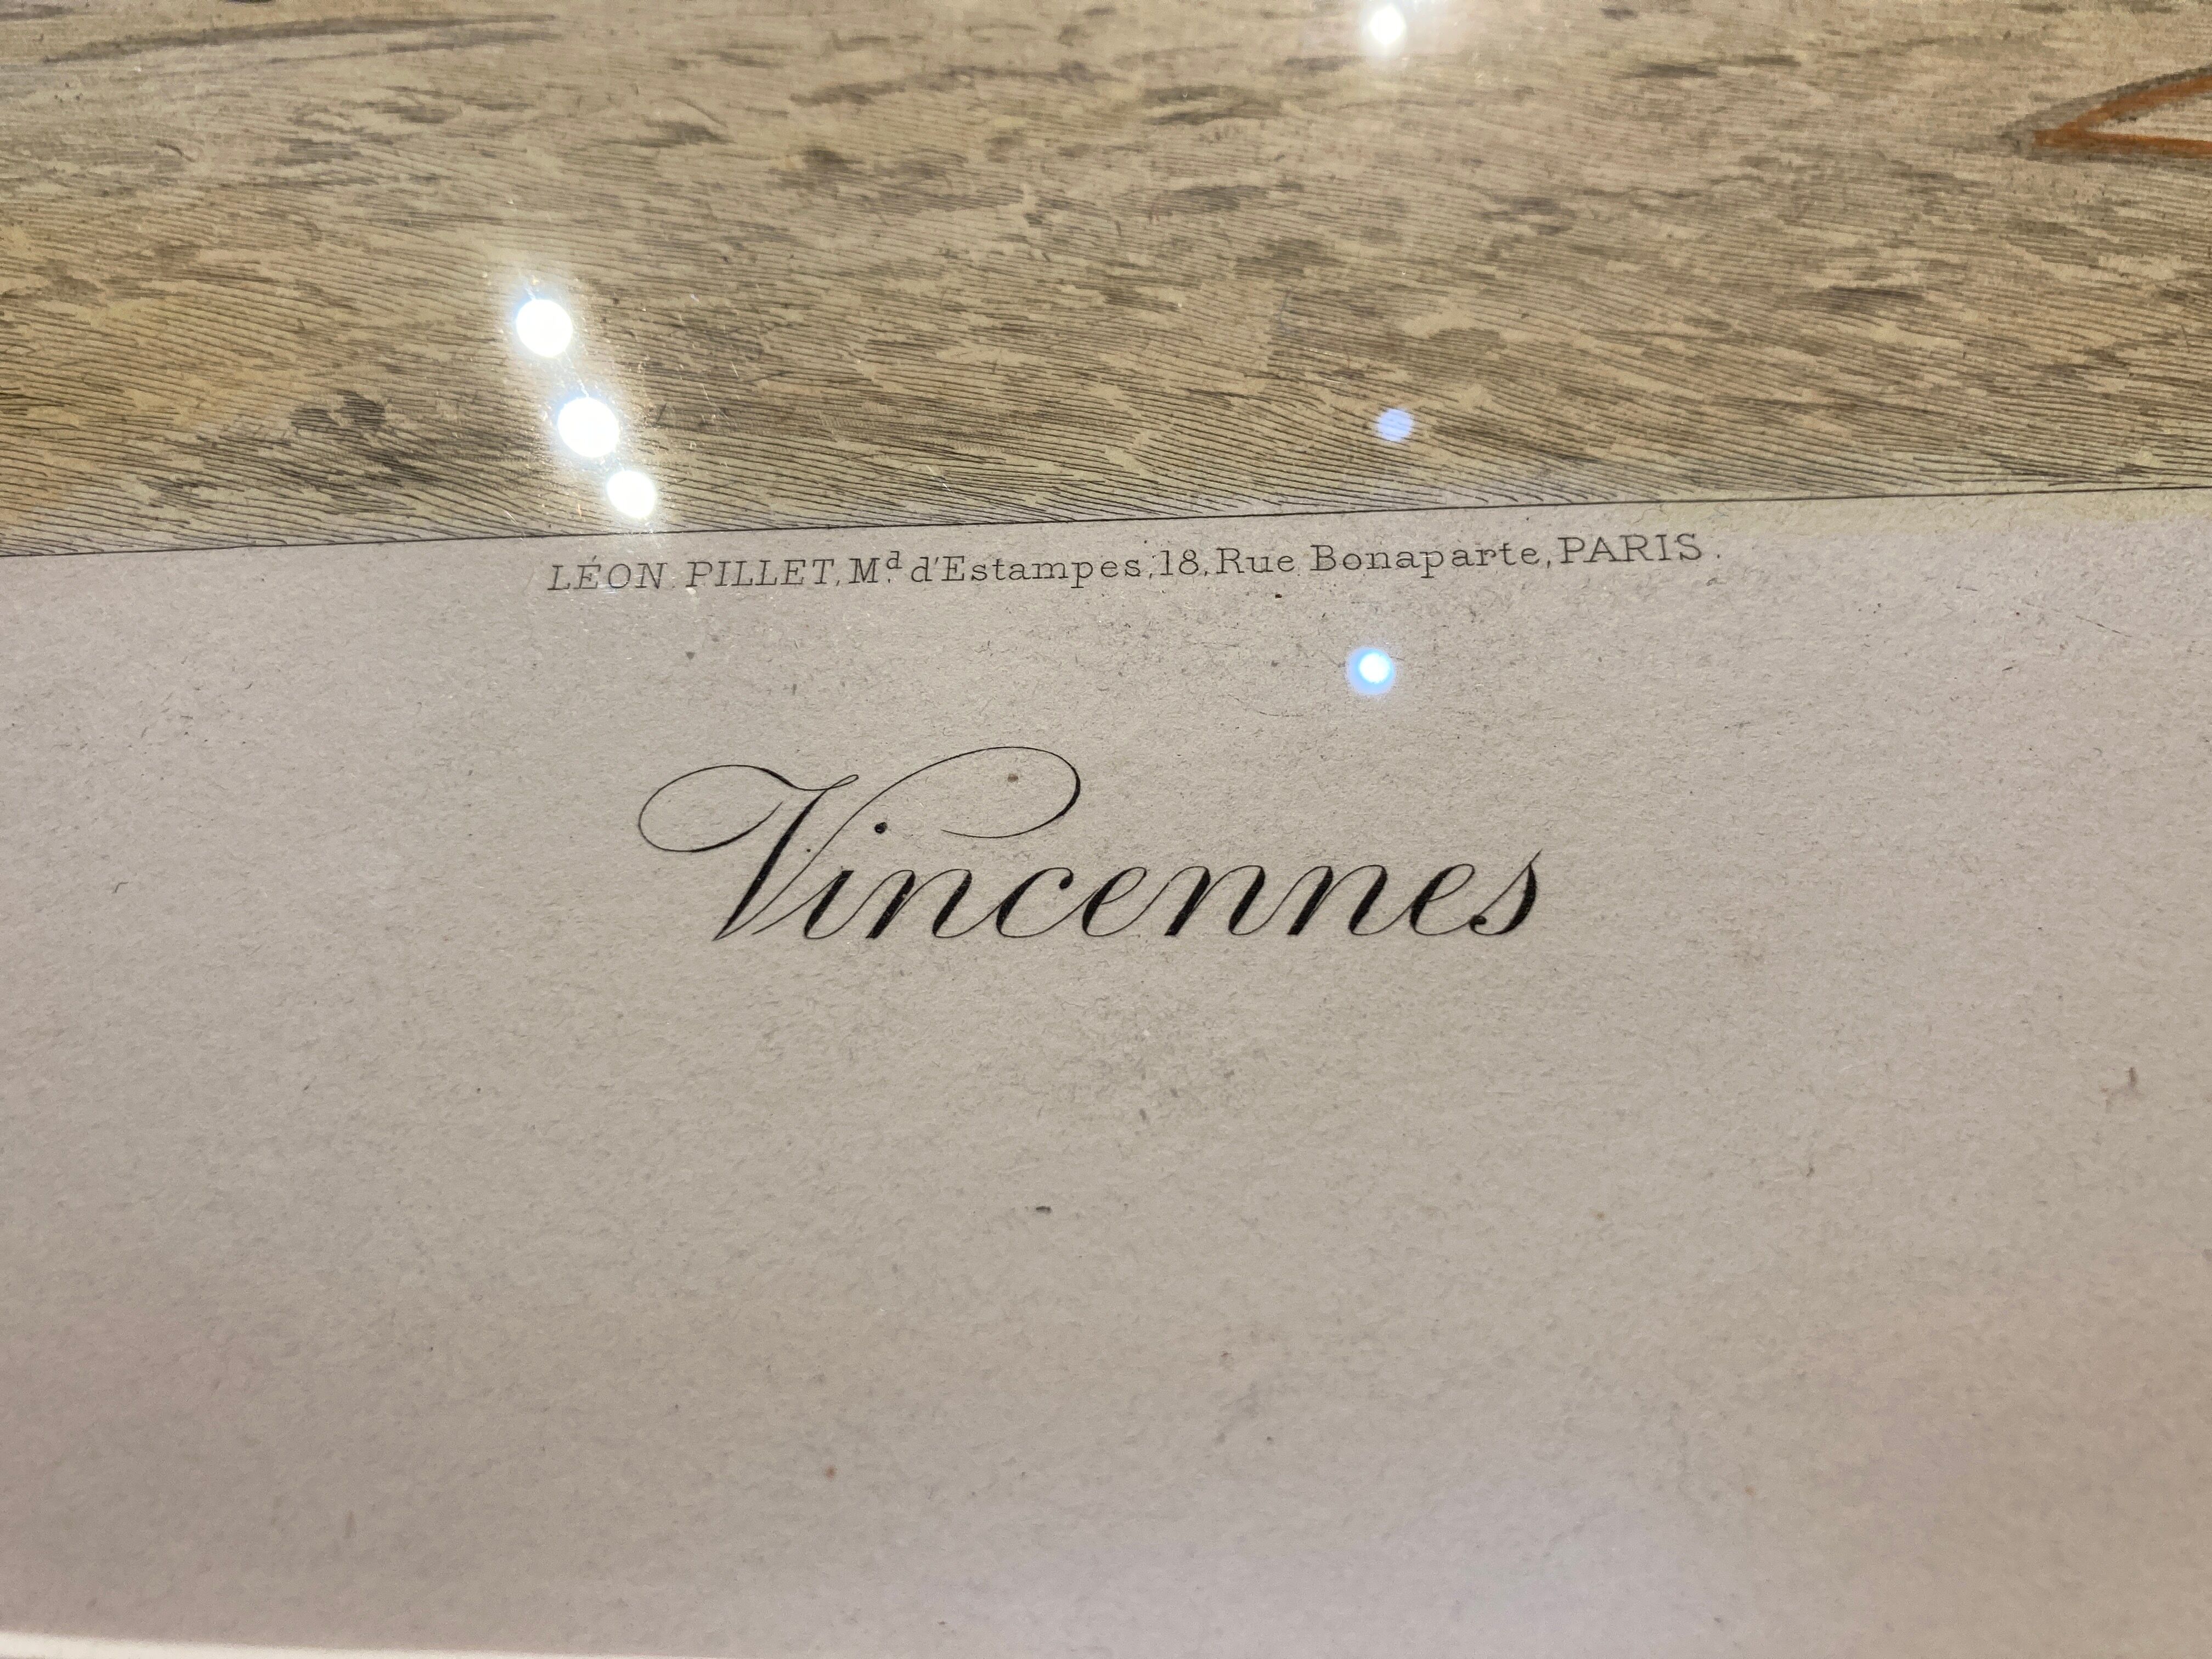 LÉON PILLET, Md. d'Estampes, 18, Rue Bonaparte, PARIS.
Vincennes